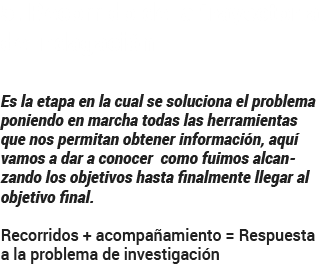 Es la etapa en la cual se soluciona el problema
poniendo en marcha todas las herramientas
que nos permitan obtener información, aquí
vamos a dar a conocer  como fuimos alcan-
zando los objetivos hasta finalmente llegar al
objetivo final.
Recorridos + acompañamiento = Respuesta
a la problema de investigación